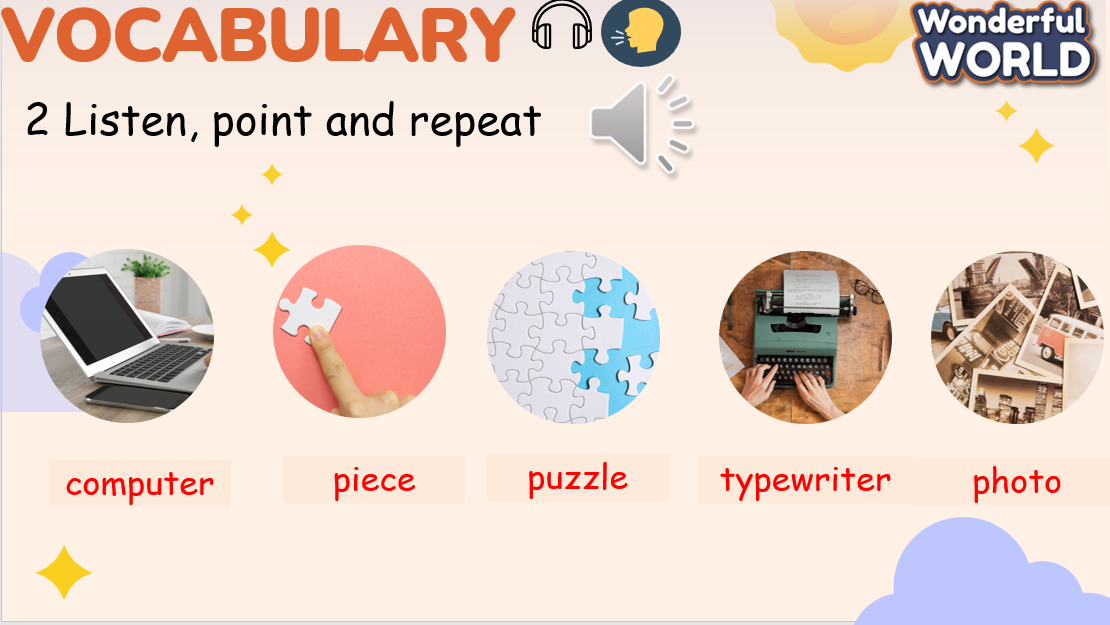 VOCABULARY
Wonderful
WORLD
2 Listen, point and repeat
computer
piece
puzzle
typewriter
photo